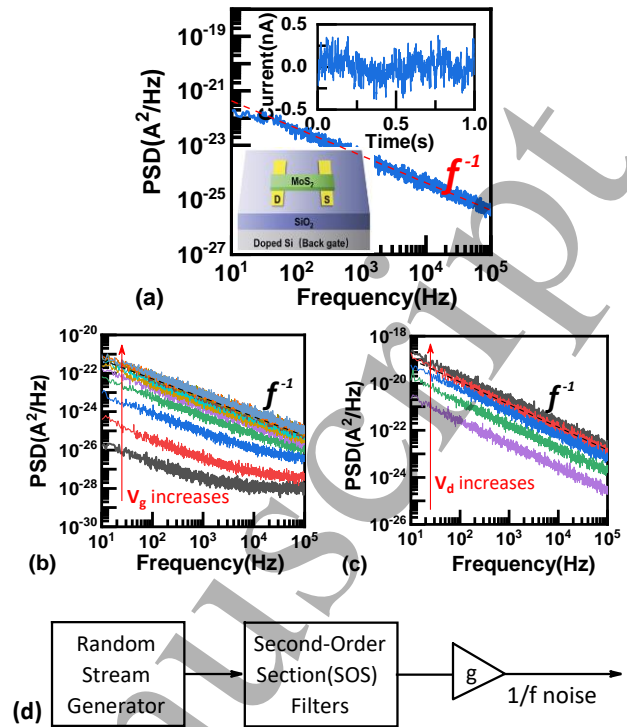 10^-19
10^-21
10^-23
10^-25
10^-27
PSD(A^2/Hz)
0.5
0.0
-0.5
Current(nA)
0.0 0.5 1.0
Time(s)
f^-1
MoS2
D S
SiO2
Doped Si (Back gate)
10^1 10^2 10^3 10^4 10^5
Frequency(Hz)
(a)
10^-20
10^-22
10^-24
10^-26
10^-28
10^-30
PSD(A^2/Hz)
f^-1
Vg increases
10^1 10^2 10^3 10^4 10^5
Frequency(Hz)
(b)
10^-18
10^-20
10^-22
10^-24
10^-26
PSD(A^2/Hz)
f^-1
Vd increases
10^1 10^2 10^3 10^4 10^5
Frequency(Hz)
(c)
Random
Stream
Generator
Second-Order
Section(SOS)
Filters
g
1/f noise
(d)
nuscript